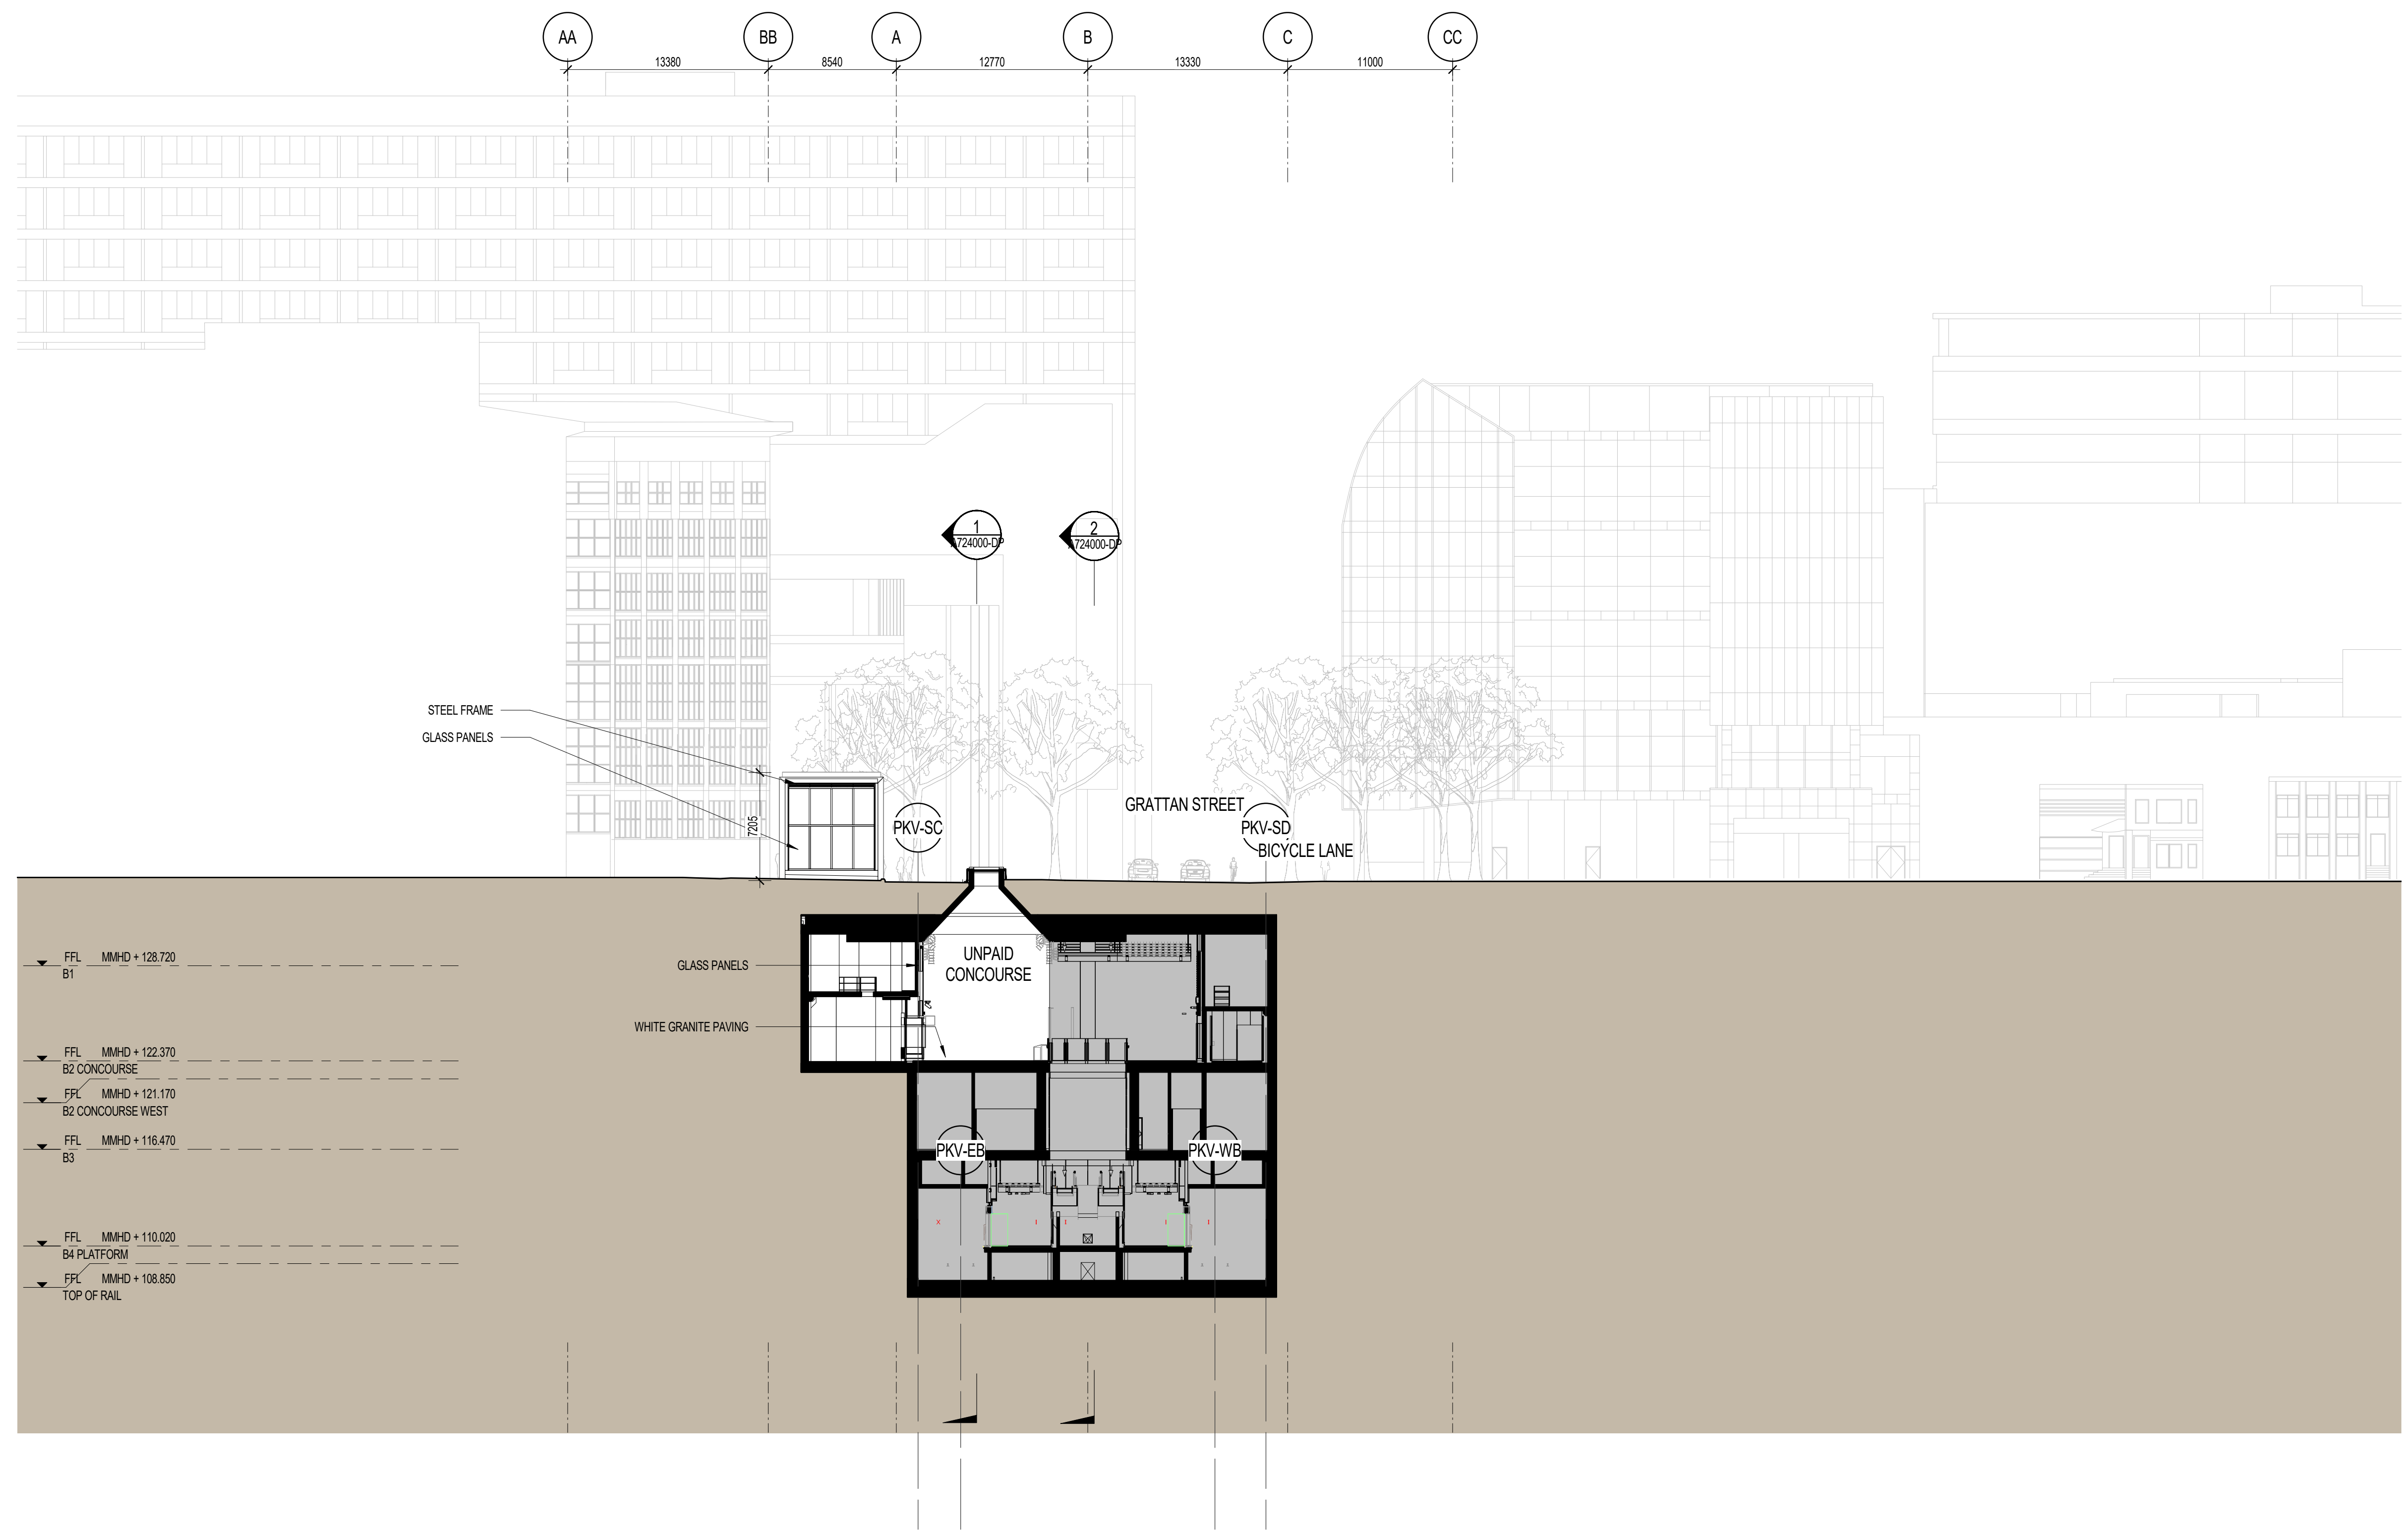 AA BB A B C CC
13380 8540 12770 13330 11000
1
A724000-DP
2
A724000-DP
STEEL FRAME
GLASS PANELS
7205
GRATTAN STREET
PKV-SC
PKV-SD
BICYCLE LANE
FFL MMHD + 128.720
B1
GLASS PANELS
UNPAID
CONCOURSE
WHITE GRANITE PAVING
FFL MMHD + 122.370
B2 CONCOURSE
FFL MMHD + 121.170
B2 CONCOURSE WEST
FFL MMHD + 116.470
B3
PKV-EB
PKV-WB
FFL MMHD + 110.020
B4 PLATFORM
FFL MMHD + 108.850
TOP OF RAIL